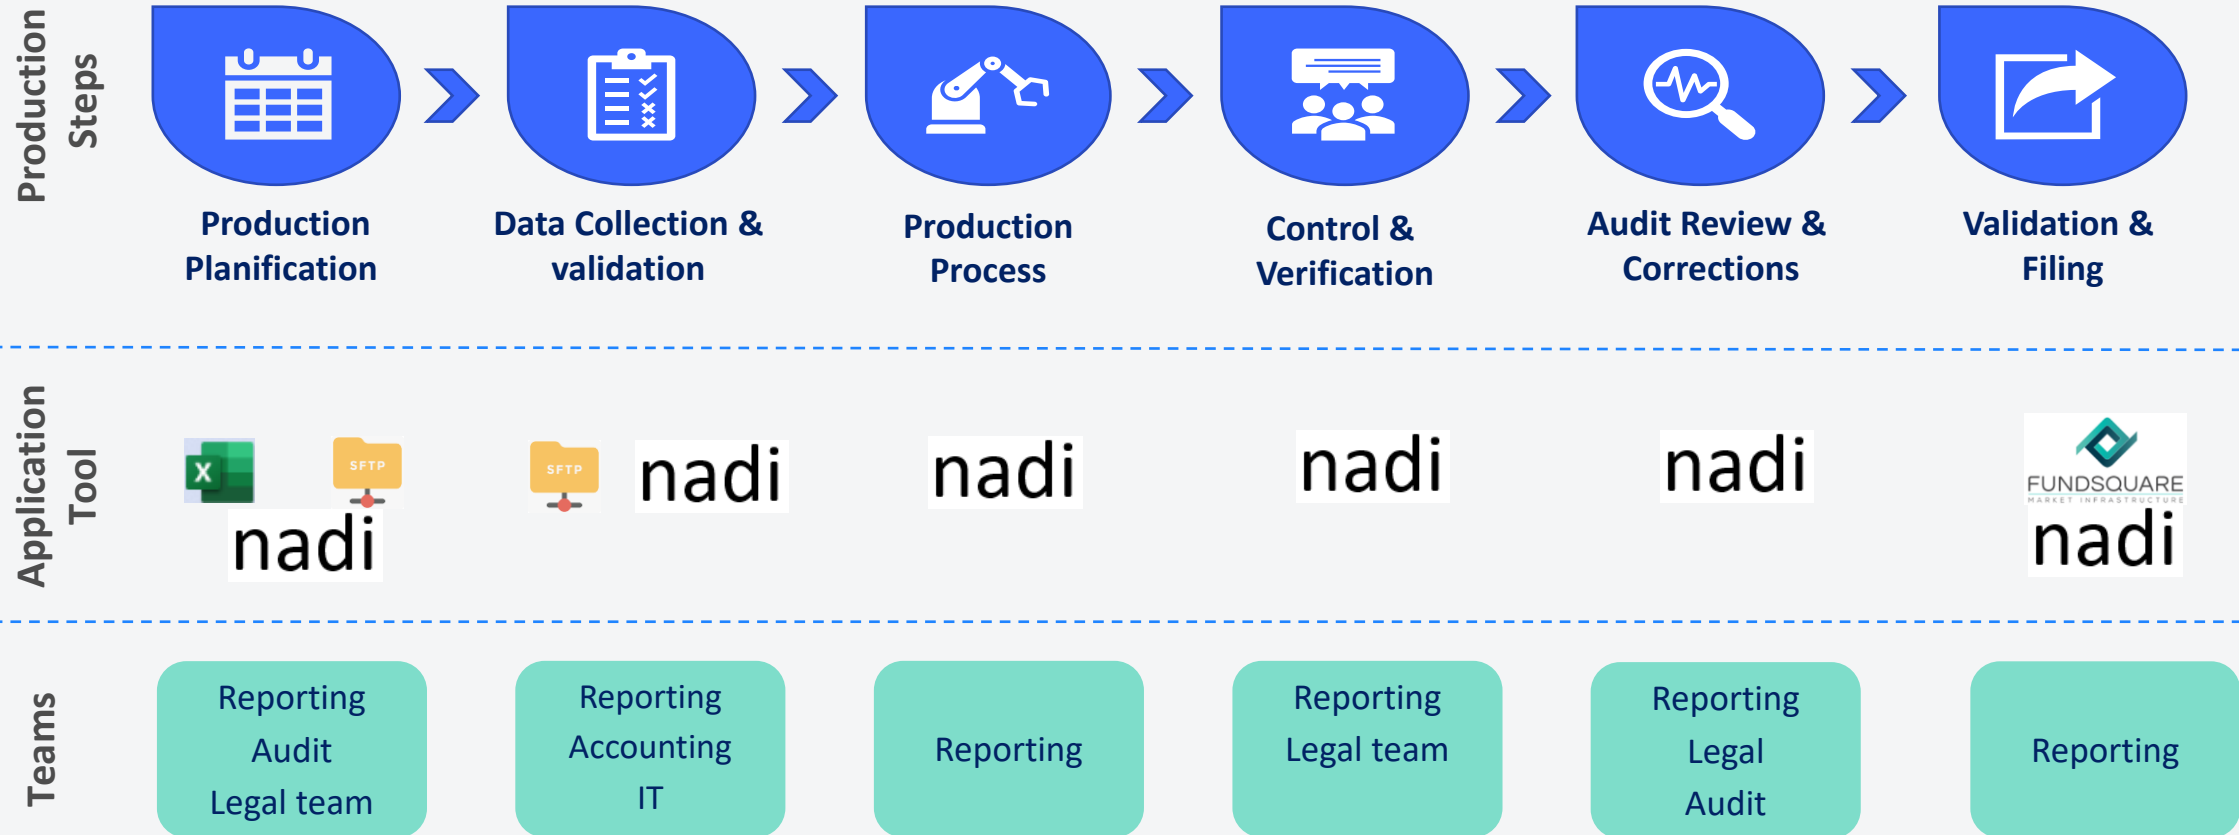 Production
Steps
Production
Planification
Data Collection &
validation
Production
Process
Control &
Verification
Audit Review &
Corrections
Validation &
Filing
Application
Tool
X
SFTP
nadi
SFTP
nadi
nadi
nadi
nadi
FUNDSQUARE
MARKET INFRASTRUCTURE
nadi
Teams
Reporting
Audit
Legal team
Reporting
Accounting
IT
Reporting
Reporting
Legal team
Reporting
Legal
Audit
Reporting